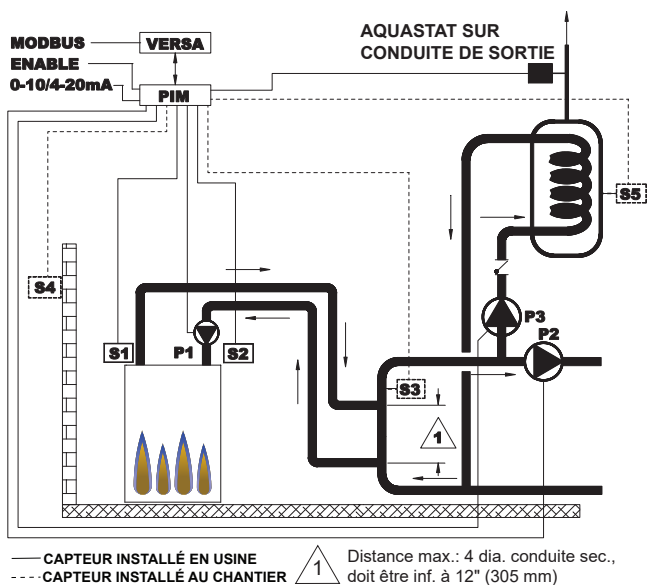 MODBUS
VERSA
ENABLE
0-10/4-20mA
PIM
AQUASTAT SUR
CONDUITE DE SORTIE
S5
S4
P3
P2
S1
P1
S2
S3
1
CAPTEUR INSTALLÉ EN USINE
CAPTEUR INSTALLÉ AU CHANTIER
1
Distance max.: 4 dia. conduite sec.,
doit être inf. à 12" (305 mm)